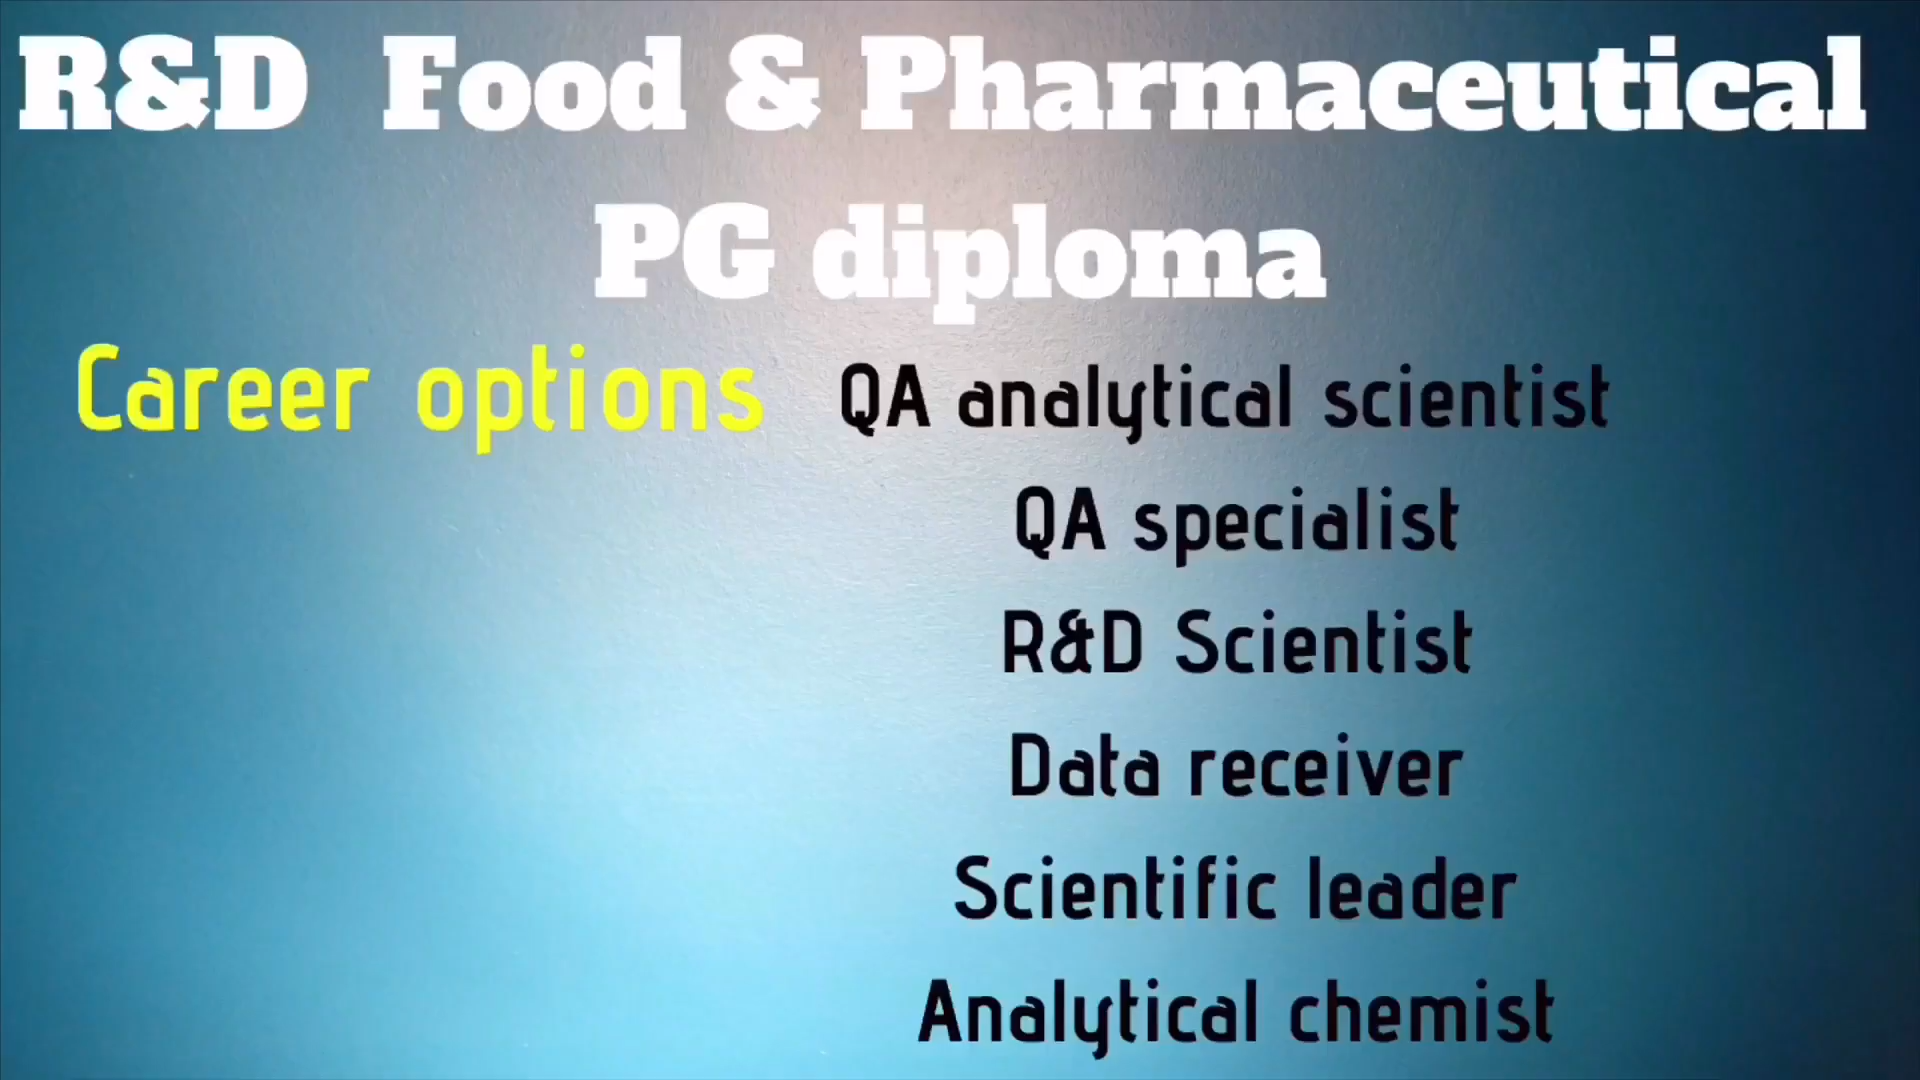 R&D Food & Pharmaceutical
PG diploma
Career options
QA analytical scientist
QA specialist
R&D Scientist
Data receiver
Scientific leader
Analytical chemist